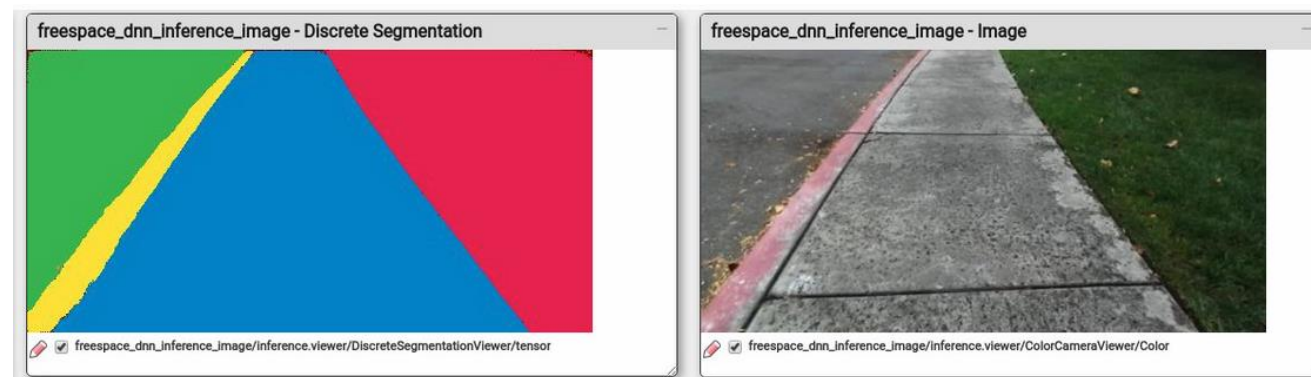 freespace_dnn_inference_image - Discrete Segmentation
freespace_dnn_inference_image/inference.viewer/DiscreteSegmentationViewer/tensor
freespace_dnn_inference_image - Image
freespace_dnn_inference_image/inference.viewer/ColorCameraViewer/Color